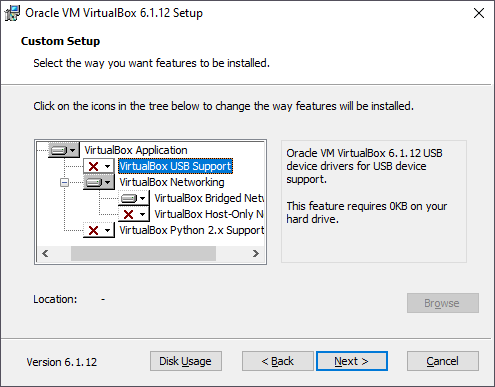 Oracle VM VirtualBox 6.1.12 Setup
Custom Setup
Select the way you want features to be installed.
Click on the icons in the tree below to change the way features will be installed.
VirtualBox Application
VirtualBox USB Support
VirtualBox Networking
VirtualBox Bridged Netw
VirtualBox Host-Only N
VirtualBox Python 2.x Support
Oracle VM VirtualBox 6.1.12 USB
device drivers for USB device
support.
This feature requires 0KB on your
hard drive.
Location: -
Browse
Version 6.1.12
Disk Usage
< Back
Next >
Cancel